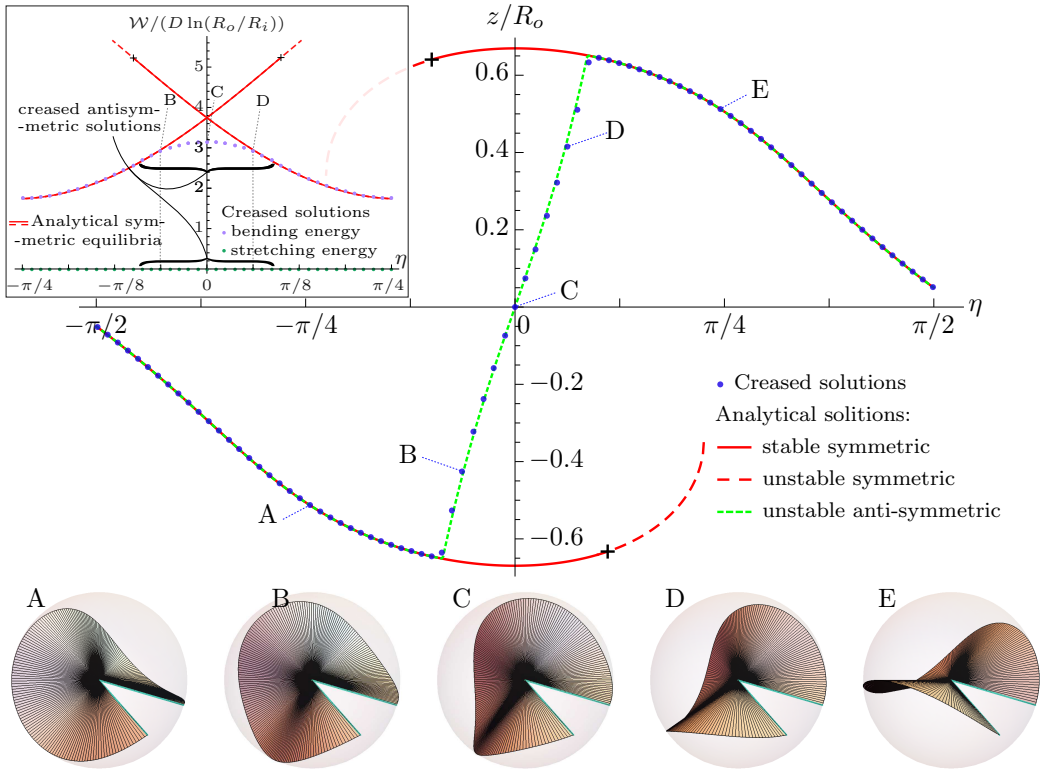 W/(D ln(R_o/R_i))
z/R_o
5
4
3
2
1
B
C
D
creased antisym-
-metric solutions
Analytical sym-
-metric equilibria
Creased solutions
bending energy
stretching energy
η
−π/4
−π/8
0
π/8
π/4
0.6
0.4
0.2
−0.2
−0.4
−0.6
E
D
C
B
A
−π/2
−π/4
0
π/4
π/2
η
Creased solutions
Analytical solitions:
stable symmetric
unstable symmetric
unstable anti-symmetric
A
B
C
D
E